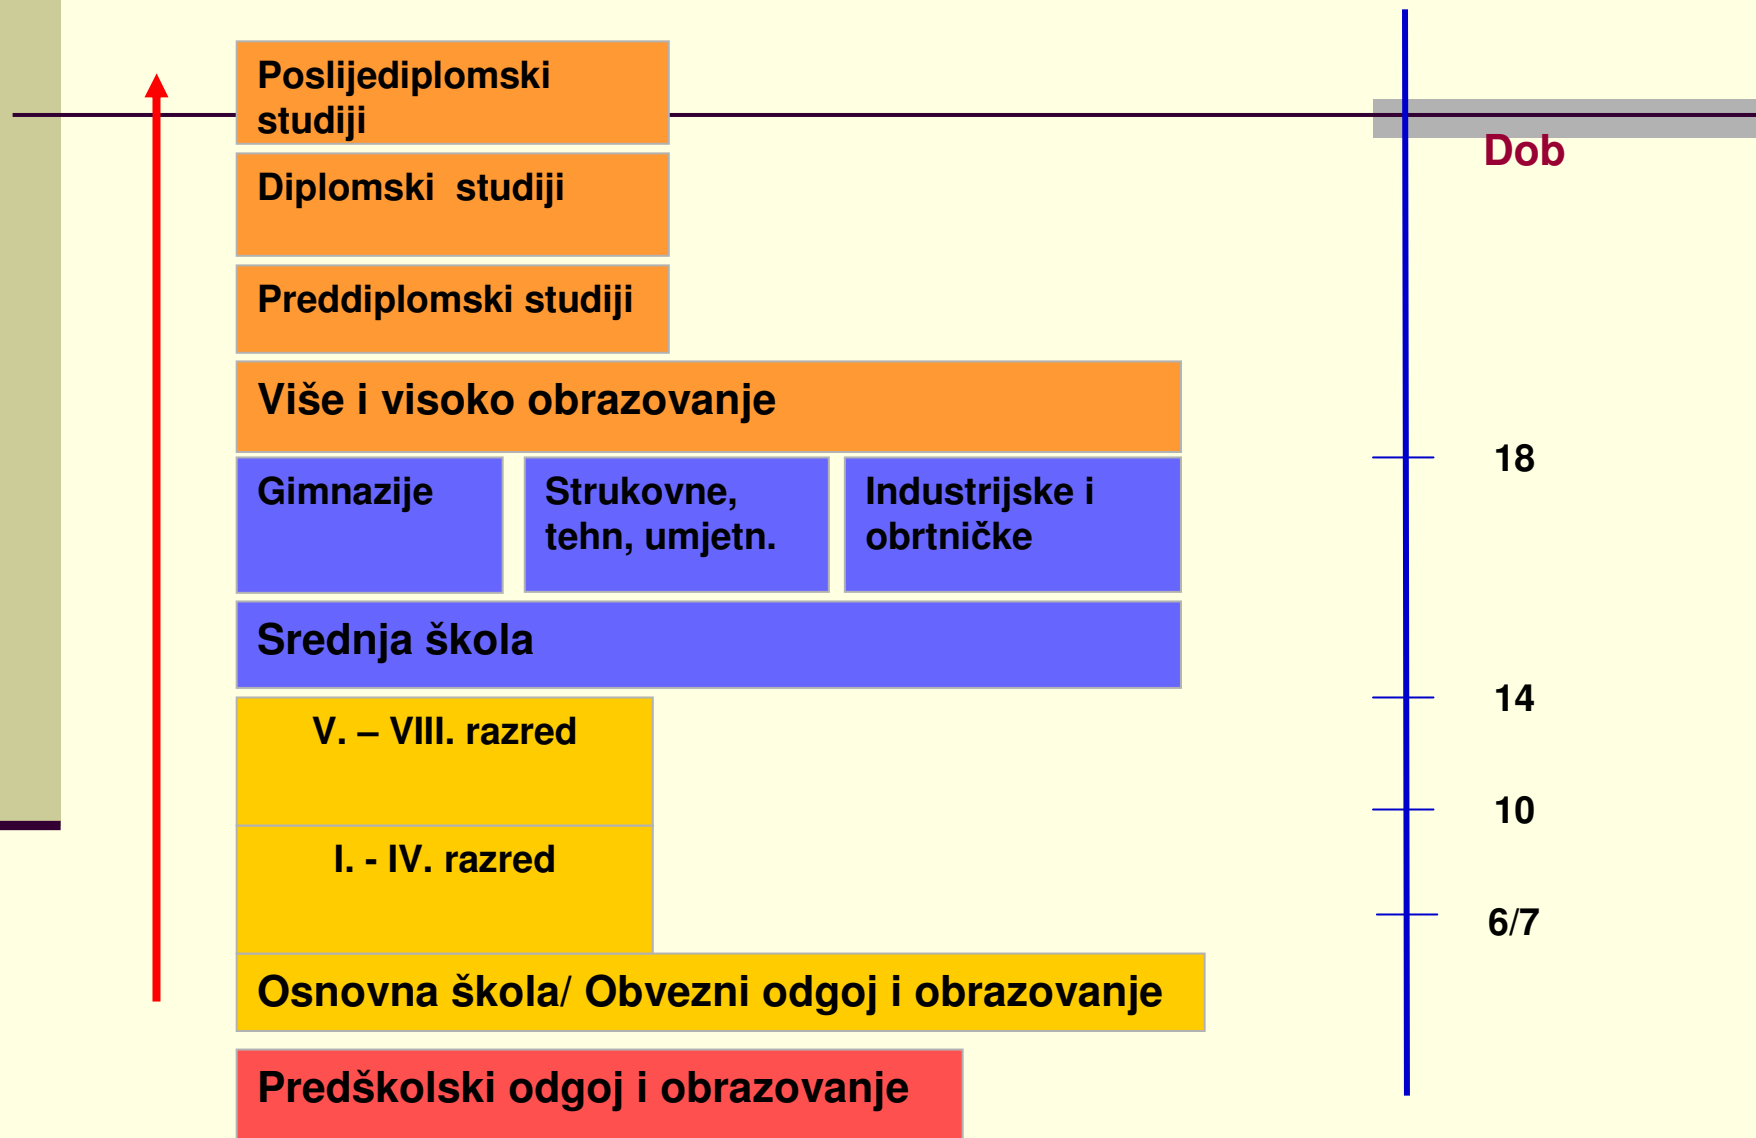 Poslijediplomski
studiji
Dob
Diplomski studiji
Preddiplomski studiji
Više i visoko obrazovanje
18
Gimnazije
Strukovne,
tehn, umjetn.
Industrijske i
obrtničke
Srednja škola
14
V. – VIII. razred
10
I. - IV. razred
6/7
Osnovna škola/ Obvezni odgoj i obrazovanje
Predškolski odgoj i obrazovanje